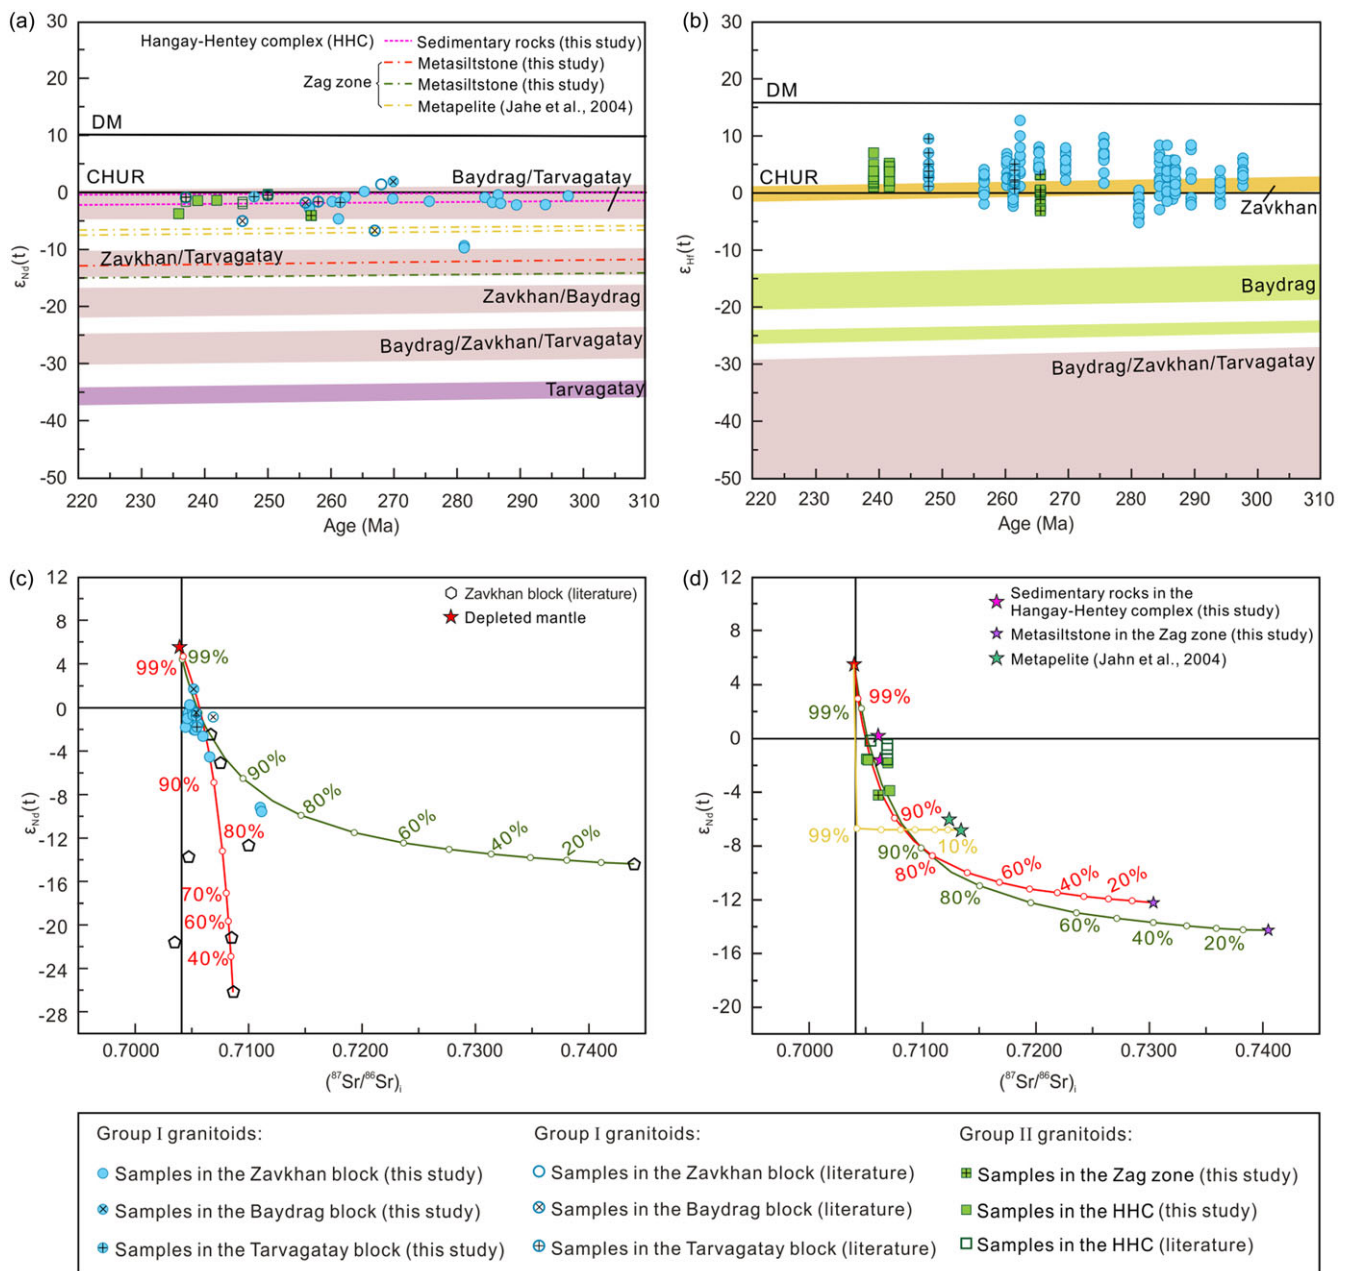 (a)
30
20
10
0
-10
-20
-30
-40
-50
εNd(t)
Hangay-Hentey complex (HHC)
Sedimentary rocks (this study)
Zag zone
Metasiltstone (this study)
Metasiltstone (this study)
Metapelite (Jahe et al., 2004)
DM
CHUR
Baydrag/Tarvagatay
Zavkhan/Tarvagatay
Zavkhan/Baydrag
Baydrag/Zavkhan/Tarvagatay
Tarvagatay
220 230 240 250 260 270 280 290 300 310
Age (Ma)
(b)
30
20
10
0
-10
-20
-30
-40
-50
εHf(t)
DM
CHUR
Zavkhan
Baydrag
Baydrag/Zavkhan/Tarvagatay
220 230 240 250 260 270 280 290 300 310
Age (Ma)
(c)
12
8
4
0
-4
-8
-12
-16
-20
-24
-28
εNd(t)
Zavkhan block (literature)
Depleted mantle
99% 99%
90% 90%
80% 80%
70%
60% 60%
40% 40%
20%
0.7000 0.7100 0.7200 0.7300 0.7400
(⁸⁷Sr/⁸⁶Sr)i
(d)
12
8
4
0
-4
-8
-12
-16
-20
εNd(t)
Sedimentary rocks in the
Hangay-Hentey complex (this study)
Metasiltstone in the Zag zone (this study)
Metapelite (Jahn et al., 2004)
99%
99%
90%
99% 10%
90%
80% 60% 40% 20%
80% 60% 40% 20%
0.7000 0.7100 0.7200 0.7300 0.7400
(⁸⁷Sr/⁸⁶Sr)i
Group I granitoids:
Samples in the Zavkhan block (this study)
Samples in the Baydrag block (this study)
Samples in the Tarvagatay block (this study)
Group I granitoids:
Samples in the Zavkhan block (literature)
Samples in the Baydrag block (literature)
Samples in the Tarvagatay block (literature)
Group II granitoids:
Samples in the Zag zone (this study)
Samples in the HHC (this study)
Samples in the HHC (literature)